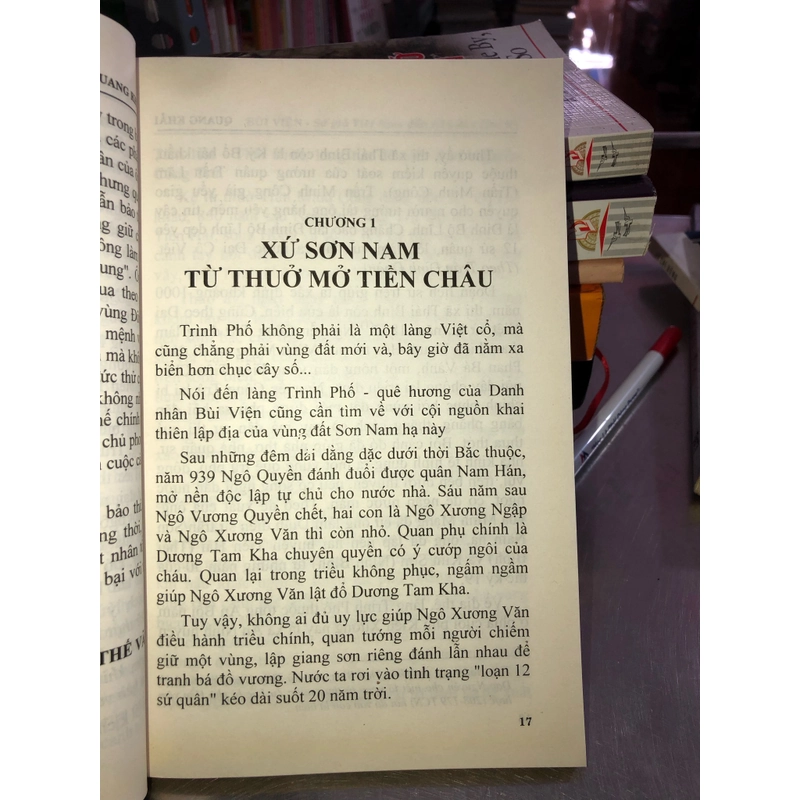 CHƯƠNG 1
XỨ SƠN NAM
TỪ THUỞ MỞ TIỀN CHÂU
Trình Phố không phải là một làng Việt cổ, mà
cũng chẳng phải vùng đất mới và, bây giờ đã nằm xa
biển hơn chục cây số...
Nói đến làng Trình Phố - quê hương của Danh
nhân Bùi Viện cũng cần tìm về với cội nguồn khai
thiên lập địa của vùng đất Sơn Nam hạ này
Sau những đêm dài dằng dặc dưới thời Bắc thuộc,
năm 939 Ngô Quyền đánh đuổi được quân Nam Hán,
mở nền độc lập tự chủ cho nước nhà. Sáu năm sau
Ngô Vương Quyền chết, hai con là Ngô Xương Ngập
và Ngô Xương Văn thì còn nhỏ. Quan phụ chính là
Dương Tam Kha chuyên quyền có ý cướp ngôi của
cháu. Quan lại trong triều không phục, ngấm ngầm
giúp Ngô Xương Văn lật đổ Dương Tam Kha.
Tuy vậy, không ai đủ uy lực giúp Ngô Xương Văn
điều hành triều chính, quan tướng mỗi người chiếm
giữ một vùng, lập giang sơn riêng đánh lẫn nhau để
tranh bá đồ vương. Nước ta rơi vào tình trạng "loạn 12
sứ quân" kéo dài suốt 20 năm trời.
17